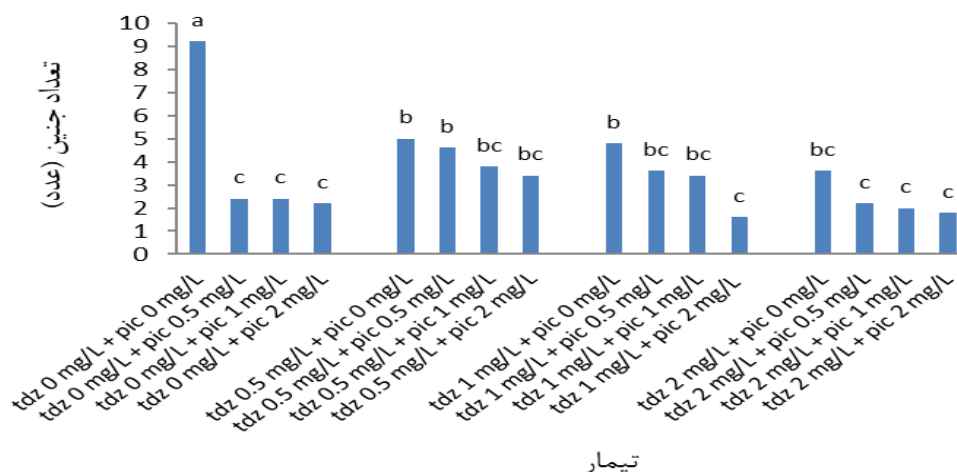 10
9
8
7
6
5
4
3
2
1
0
تعداد جنین (عدد)
a
c
c
c
b
b
bc
bc
b
bc
bc
c
bc
c
c
c
tdz 0 mg/L + pic 0 mg/L
tdz 0 mg/L + pic 0.5 mg/L
tdz 0 mg/L + pic 1 mg/L
tdz 0 mg/L + pic 2 mg/L
tdz 0.5 mg/L + pic 0 mg/L
tdz 0.5 mg/L + pic 0.5 mg/L
tdz 0.5 mg/L + pic 1 mg/L
tdz 0.5 mg/L + pic 2 mg/L
tdz 1 mg/L + pic 0 mg/L
tdz 1 mg/L + pic 0.5 mg/L
tdz 1 mg/L + pic 1 mg/L
tdz 1 mg/L + pic 2 mg/L
tdz 2 mg/L + pic 0 mg/L
tdz 2 mg/L + pic 0.5 mg/L
tdz 2 mg/L + pic 1 mg/L
tdz 2 mg/L + pic 2 mg/L
تیمار